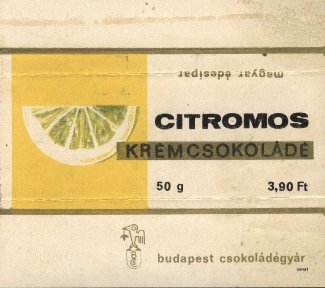 magyar édesipar
CITROMOS
KRÉMCSOKOLÁDÉ
50 g 3,90 Ft
budapest csokoládégyár